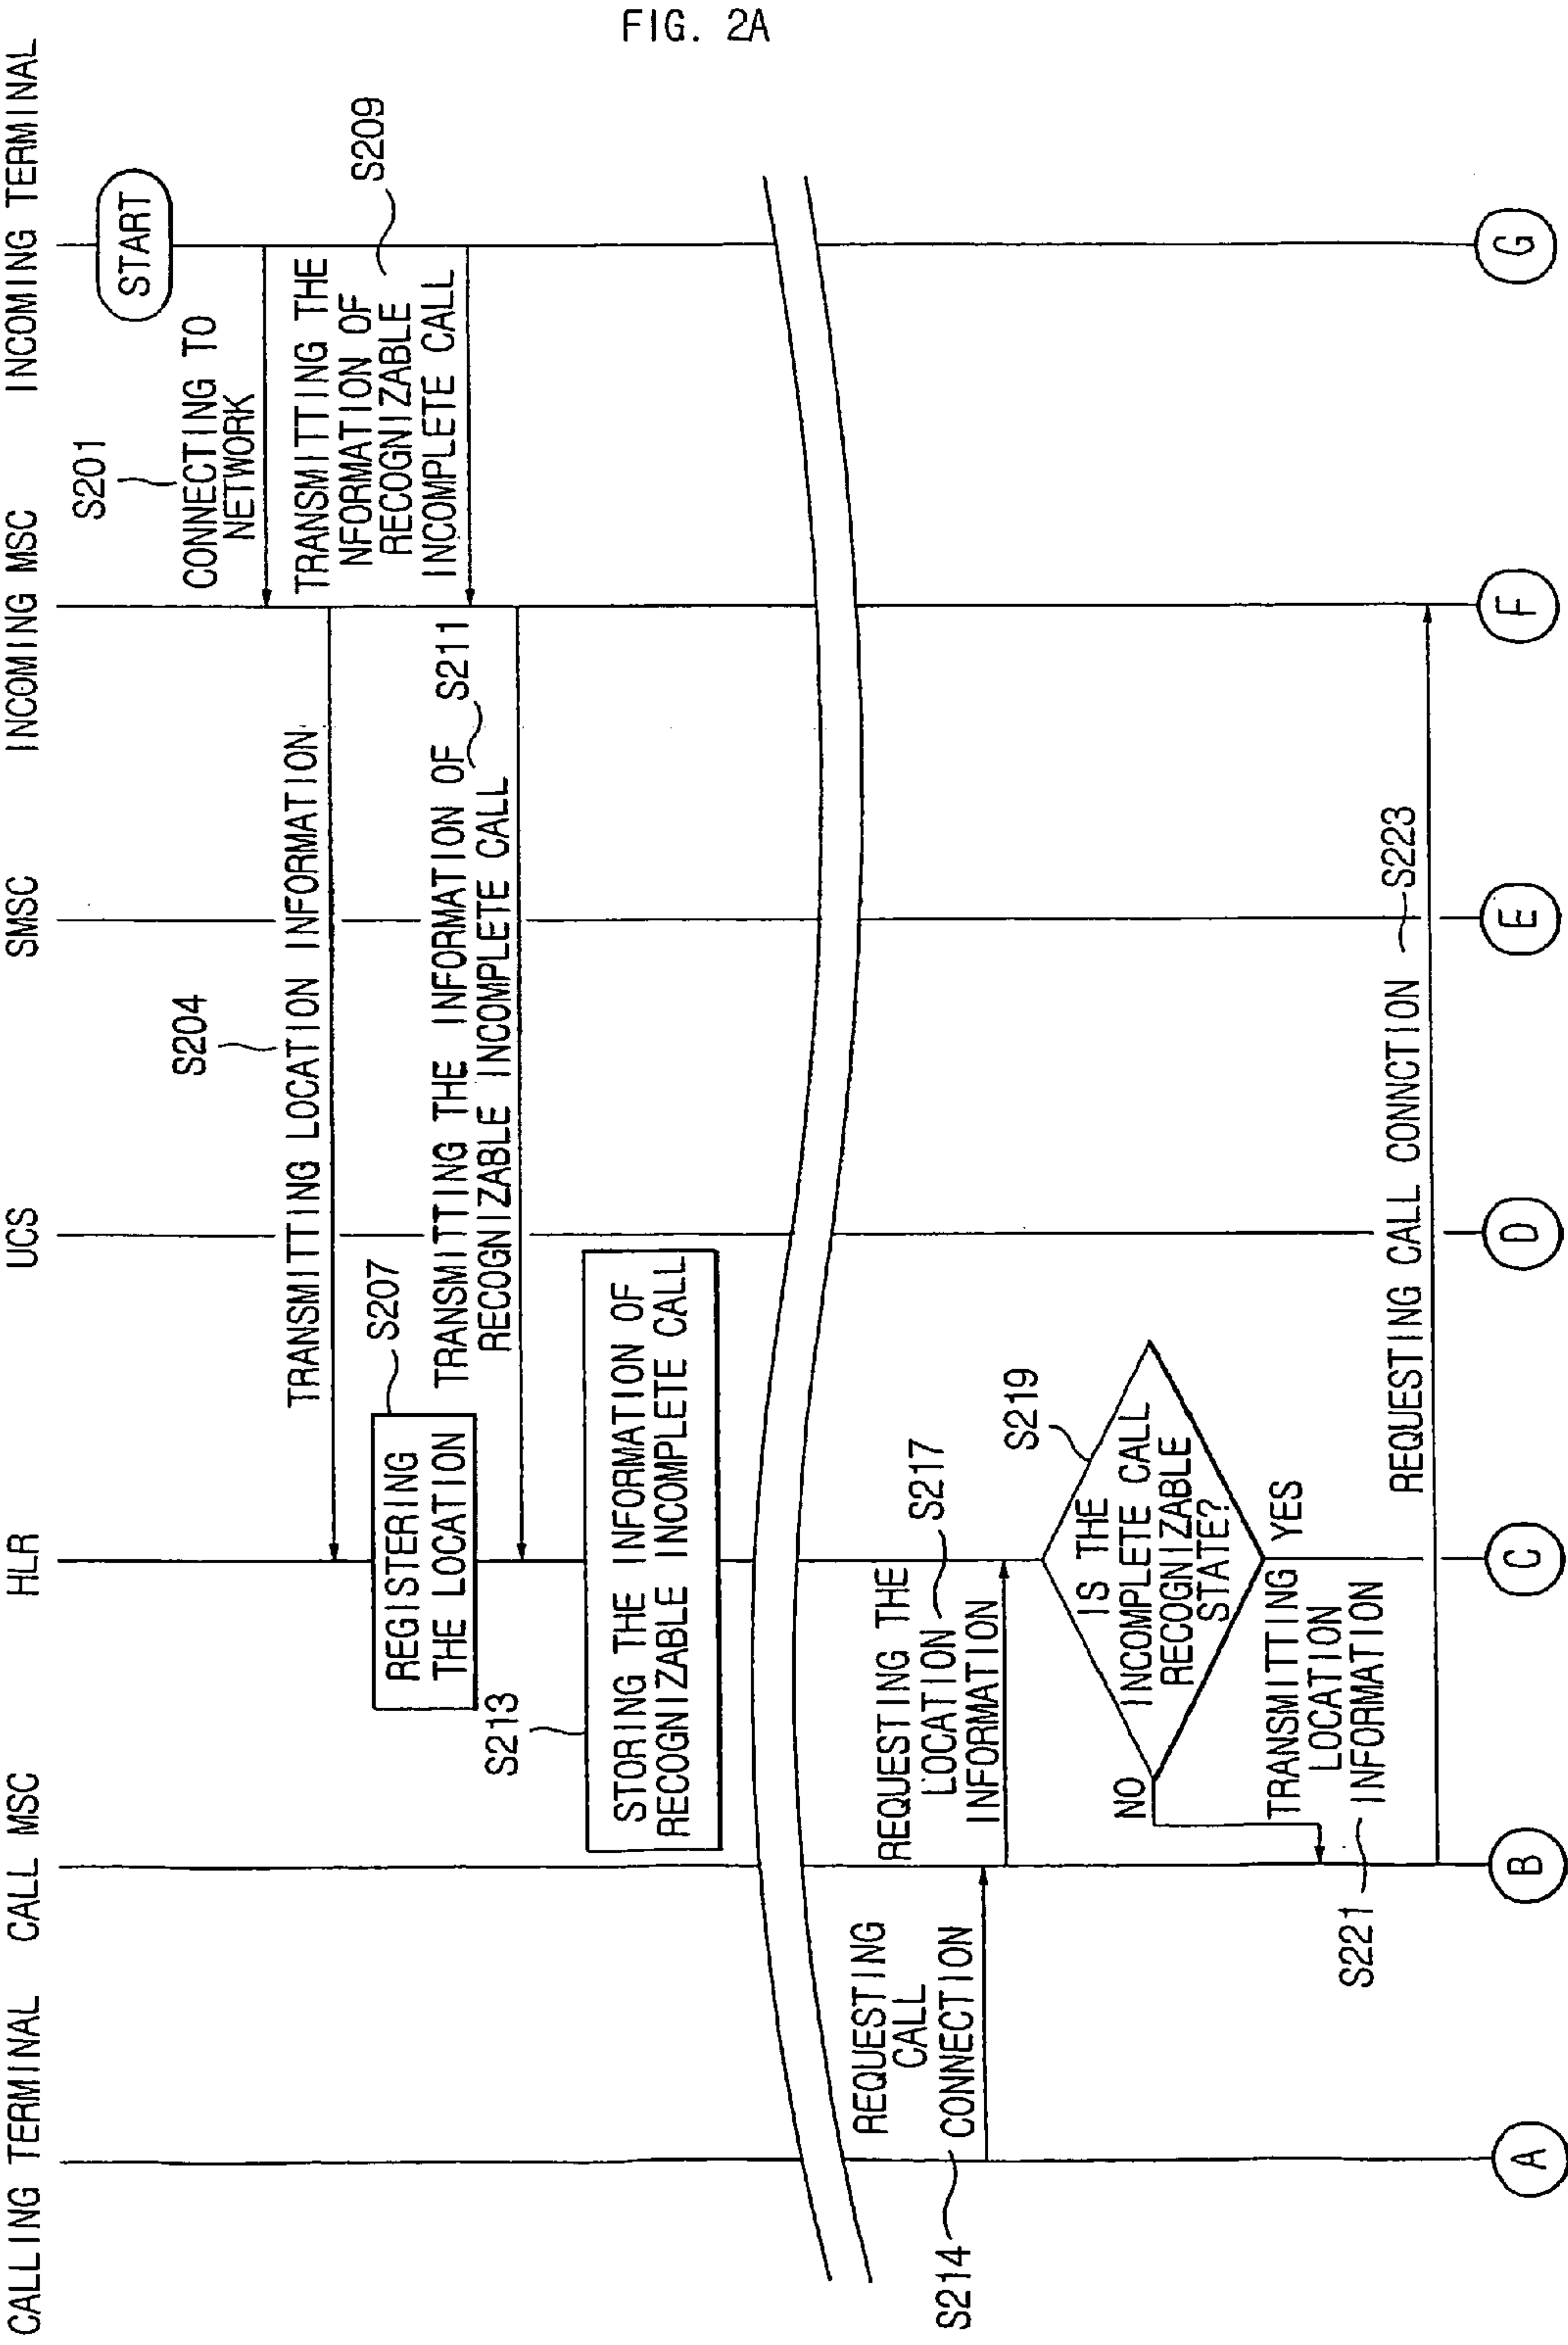 FIG. 2A
CALLING TERMINAL
CALL MSC
HLR
UCS
SMSC
INCOMING MSC
INCOMING TERMINAL
START
S201
CONNECTING TO
NETWORK
S204
TRANSMITTING LOCATION INFORMATION
S207
REGISTERING
THE LOCATION
TRANSMITTING THE
NFORMATION OF
RECOGNIZABLE
INCOMPLETE CALL
S209
TRANSMITTING THE INFORMATION OF
RECOGNIZABLE INCOMPLETE CALL
S211
S213
STORING THE INFORMATION OF
RECOGNIZABLE INCOMPLETE CALL
REQUESTING
CALL
CONNECTION
S214
REQUESTING THE
LOCATION
INFORMATION
S217
S219
IS THE
INCOMPLETE CALL
RECOGNIZABLE
STATE?
NO
YES
TRANSMITTING
LOCATION
INFORMATION
S221
REQUESTING CALL CONNCTION
S223
A
B
C
D
E
F
G